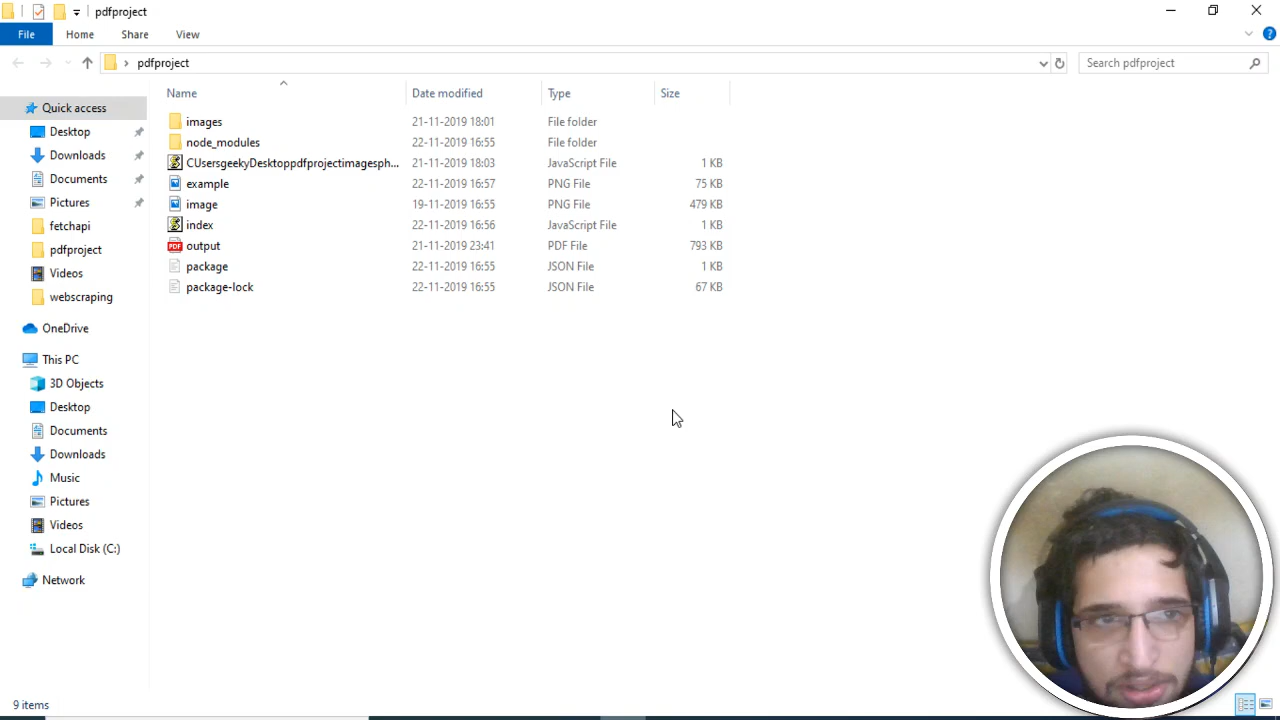 pdfproject
File Home Share View
pdfproject Search pdfproject
Name Date modified Type Size
Quick access
Desktop
Downloads
Documents
Pictures
fetchapi
pdfproject
Videos
webscraping
OneDrive
This PC
3D Objects
Desktop
Documents
Downloads
Music
Pictures
Videos
Local Disk (C:)
Network
images 21-11-2019 18:01 File folder
node_modules 22-11-2019 16:55 File folder
CUsersgeekyDesktoppdfprojectimagesph... 21-11-2019 18:03 JavaScript File 1 KB
example 22-11-2019 16:57 PNG File 75 KB
image 19-11-2019 16:55 PNG File 479 KB
index 22-11-2019 16:56 JavaScript File 1 KB
PDF output 21-11-2019 23:41 PDF File 793 KB
package 22-11-2019 16:55 JSON File 1 KB
package-lock 22-11-2019 16:55 JSON File 67 KB
9 items